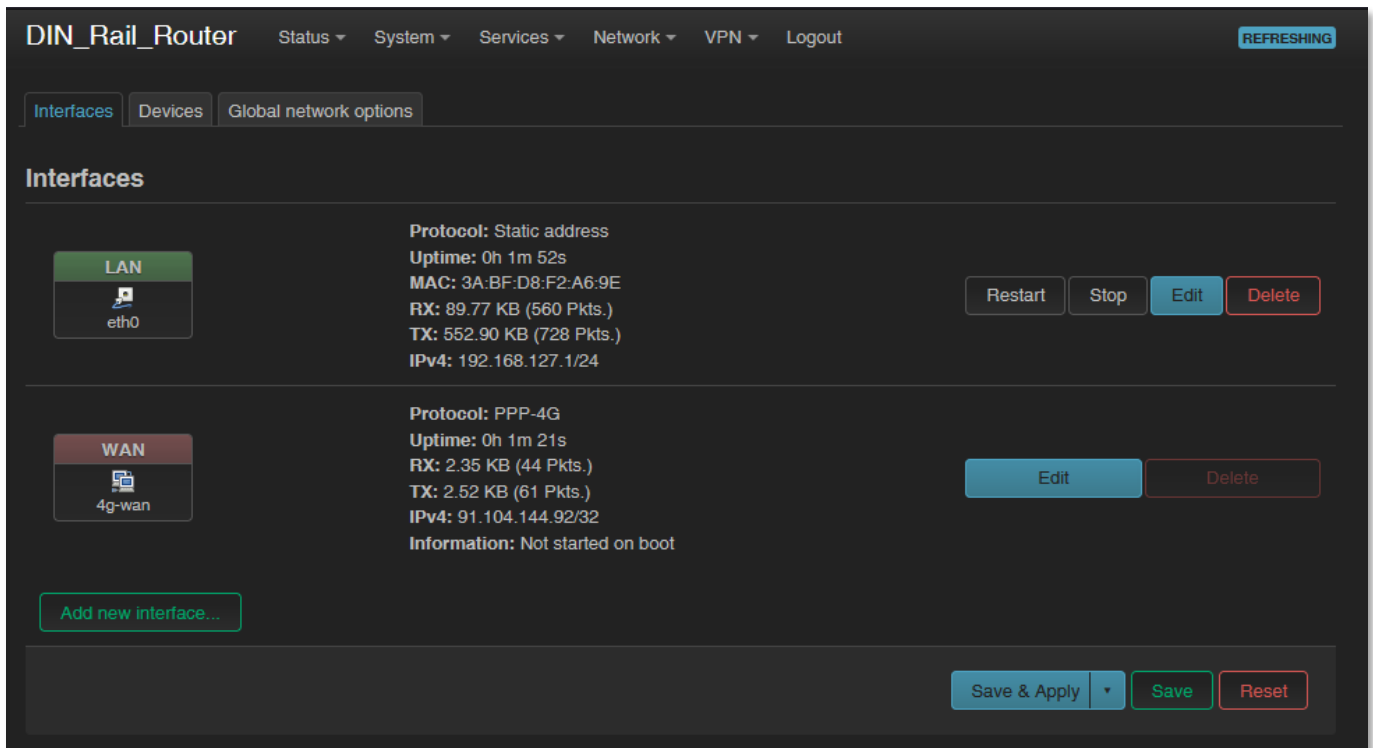 DIN_Rail_Router Status System Services Network VPN Logout REFRESHING
Interfaces Devices Global network options
Interfaces
LAN
eth0
Protocol: Static address
Uptime: 0h 1m 52s
MAC: 3A:BF:D8:F2:A6:9E
RX: 89.77 KB (560 Pkts.)
TX: 552.90 KB (728 Pkts.)
IPv4: 192.168.127.1/24
Restart Stop Edit Delete
WAN
4g-wan
Protocol: PPP-4G
Uptime: 0h 1m 21s
RX: 2.35 KB (44 Pkts.)
TX: 2.52 KB (61 Pkts.)
IPv4: 91.104.144.92/32
Information: Not started on boot
Edit Delete
Add new interface...
Save & Apply Save Reset